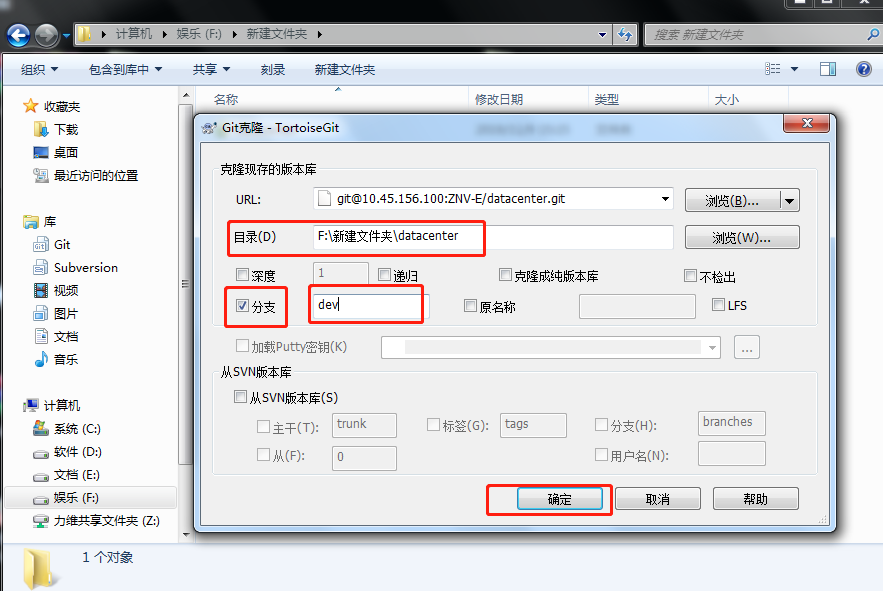 计算机 娱乐 (F:) 新建文件夹
搜索 新建文件夹
组织 包含到库中 共享 刻录 新建文件夹
收藏夹
下载
桌面
最近访问的位置
库
Git
Subversion
视频
图片
文档
音乐
计算机
系统 (C:)
软件 (D:)
文档 (E:)
娱乐 (F:)
力维共享文件夹 (Z:)
名称 修改日期 类型 大小
Git克隆 - TortoiseGit
克隆现存的版本库
URL: git@10.45.156.100:ZNV-E/datacenter.git 浏览(B)...
目录(D) F:\新建文件夹\datacenter 浏览(W)...
深度 1 递归 克隆成纯版本库 不检出
分支 dev 原名称 LFS
加载Putty密钥(K) ...
从SVN版本库
从SVN版本库(S)
主干(T): trunk 标签(G): tags 分支(H): branches
从(F): 0 用户名(N):
确定 取消 帮助
1 个对象